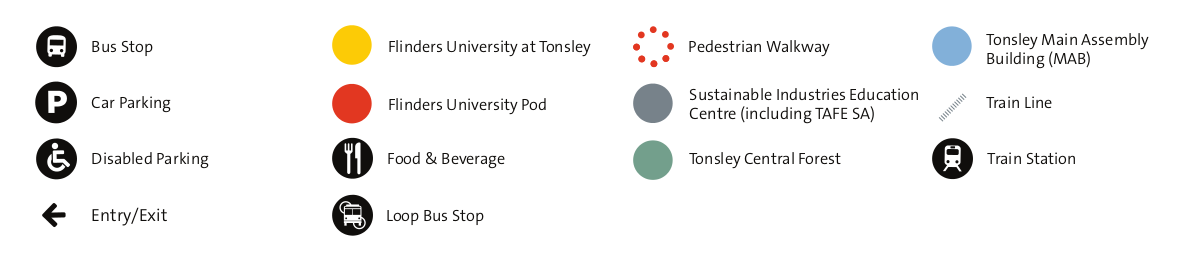 Bus Stop
Car Parking
P
Disabled Parking
Entry/Exit
Flinders University at Tonsley
Flinders University Pod
Food & Beverage
Loop Bus Stop
Pedestrian Walkway
Sustainable Industries Education
Centre (including TAFE SA)
Tonsley Central Forest
Tonsley Main Assembly
Building (MAB)
Train Line
Train Station